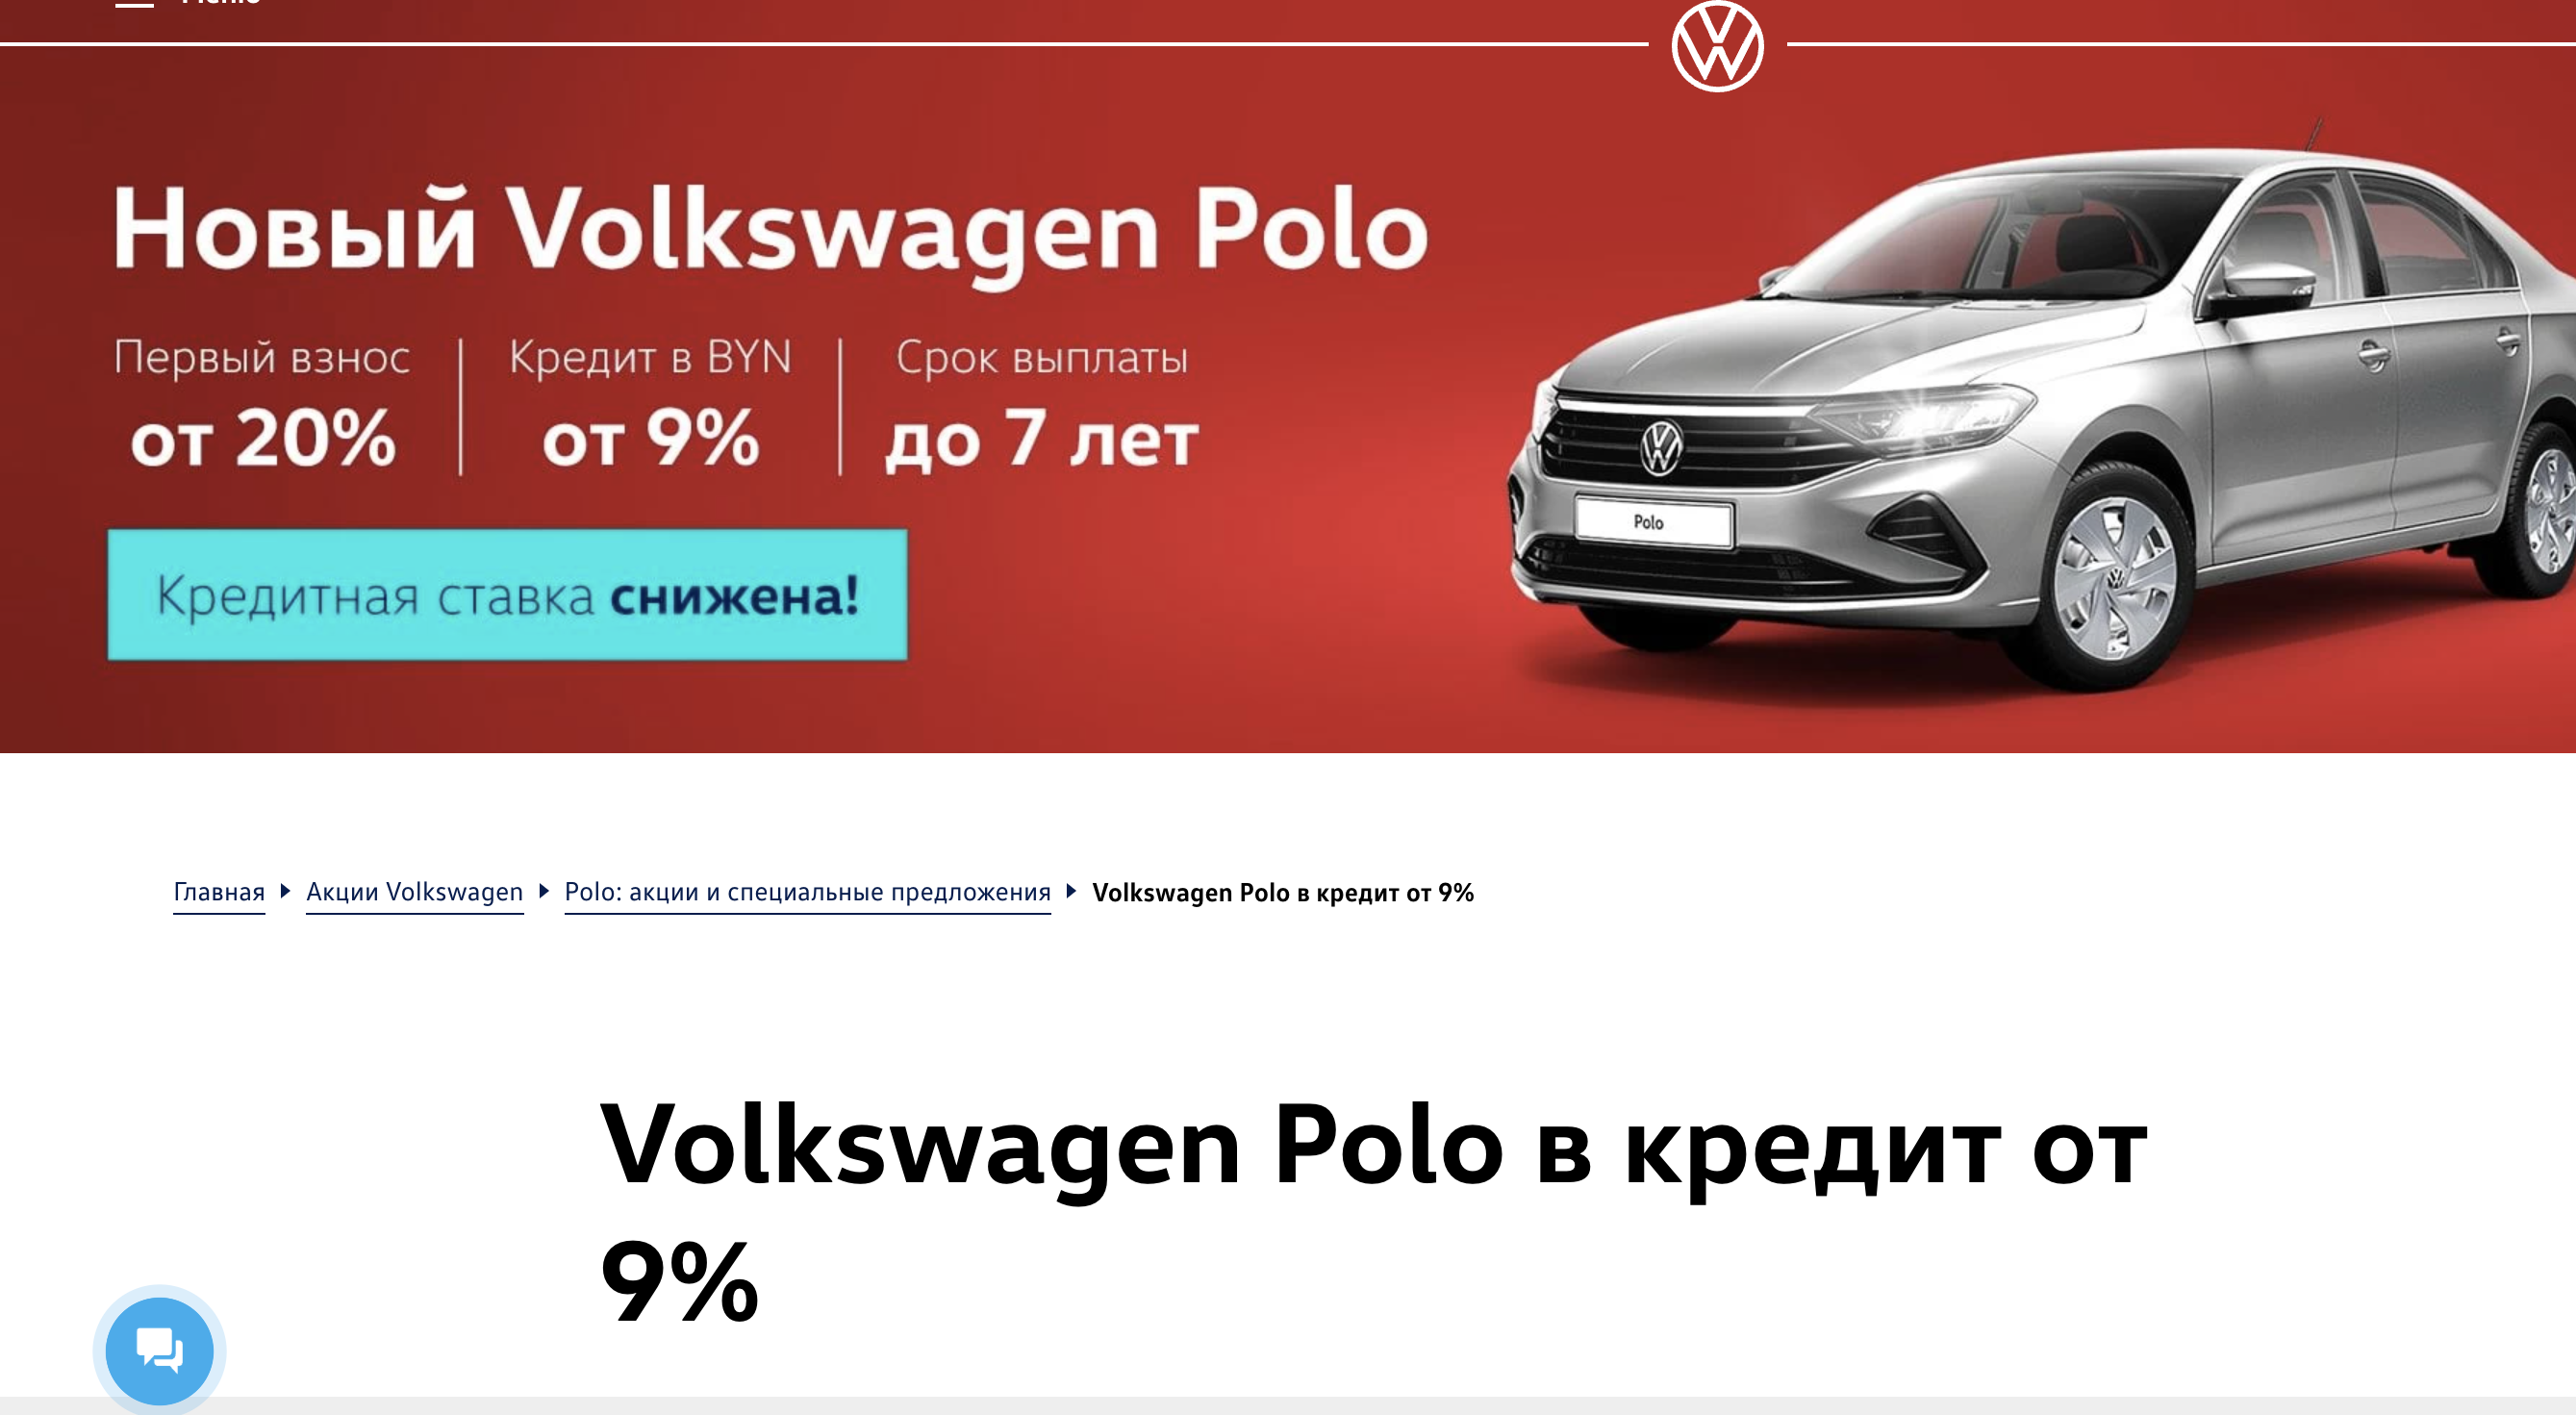 Меню
Новый Volkswagen Polo
Первый взнос
от 20%
Кредит в BYN
от 9%
Срок выплаты
до 7 лет
Polo
Кредитная ставка снижена!
Главная Акции Volkswagen Polo: акции и специальные предложения Volkswagen Polo в кредит от 9%
Volkswagen Polo в кредит от
9%